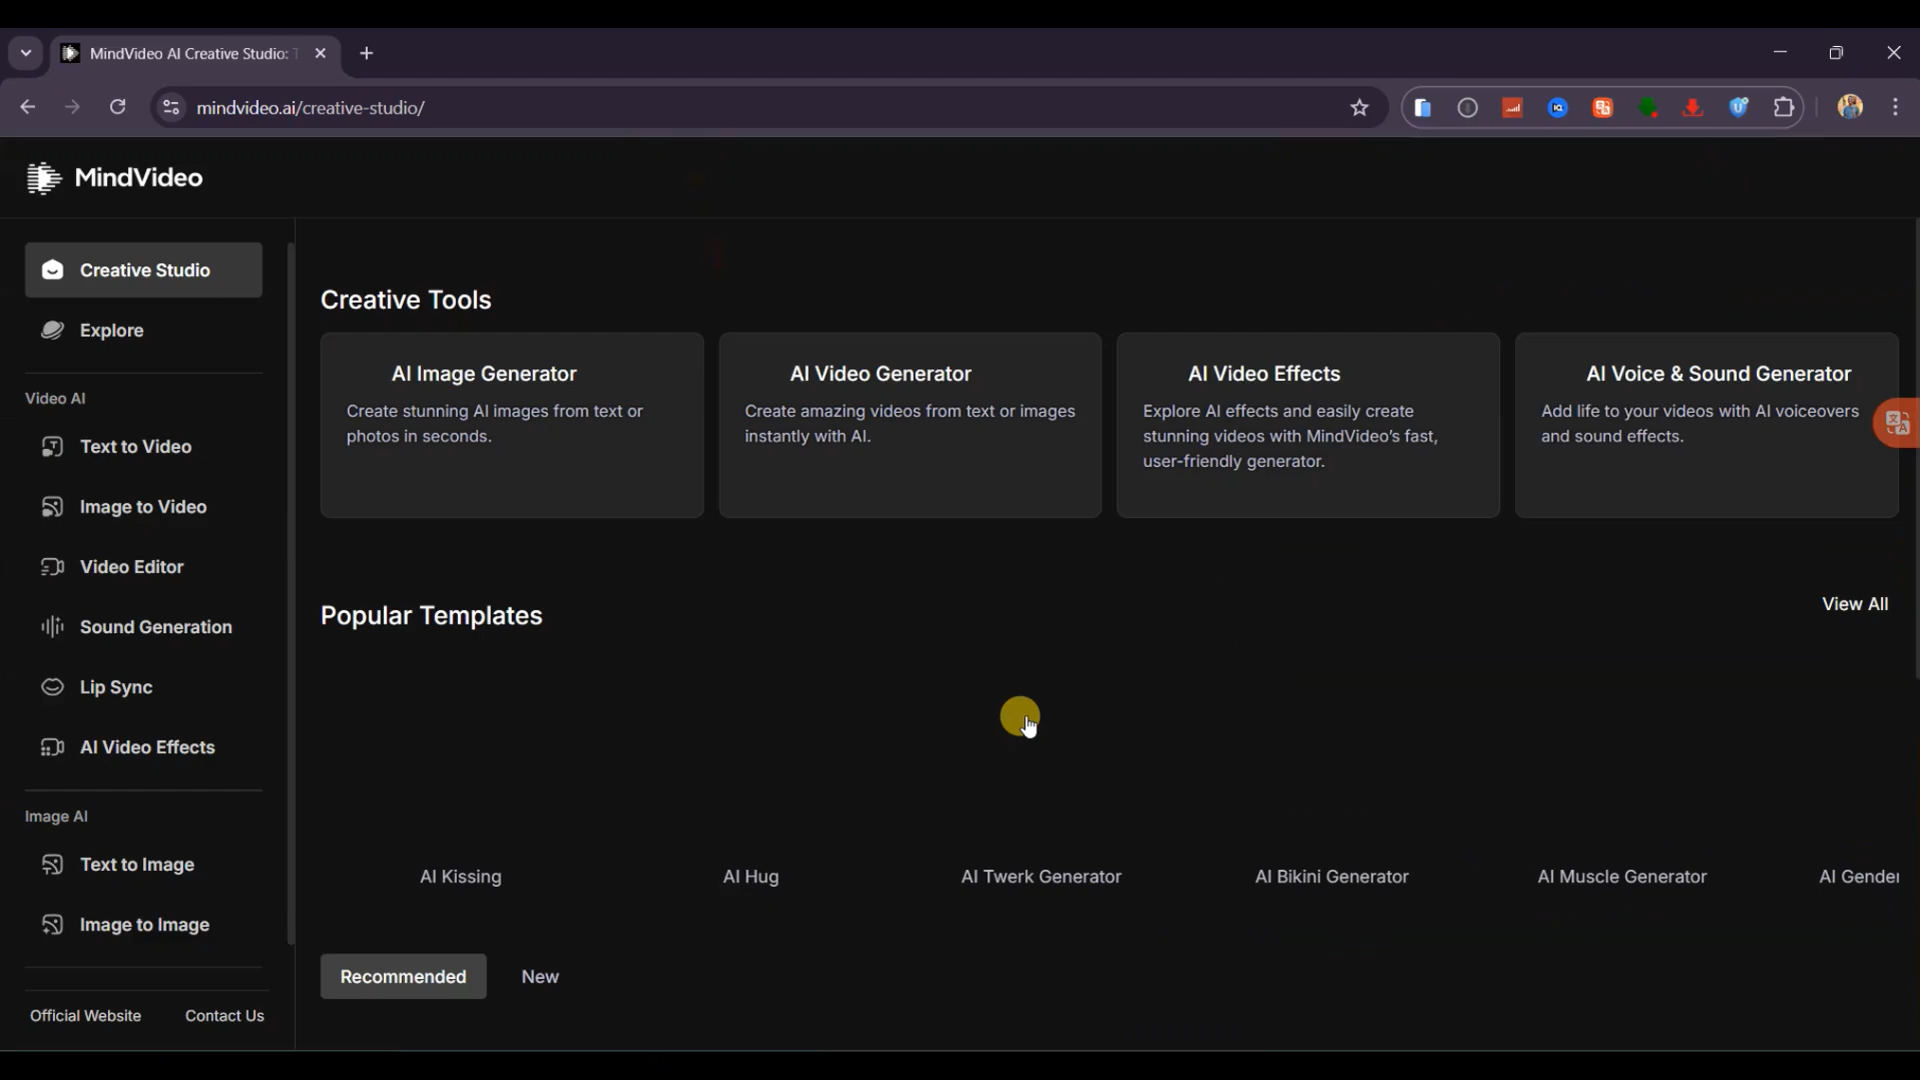 MindVideo AI Creative Studio:
mindvideo.ai/creative-studio/
MindVideo
Creative Studio
Explore
Video AI
Text to Video
Image to Video
Video Editor
Sound Generation
Lip Sync
AI Video Effects
Image AI
Text to Image
Image to Image
Official Website
Contact Us
Creative Tools
AI Image Generator
Create stunning AI images from text or
photos in seconds.
AI Video Generator
Create amazing videos from text or images
instantly with AI.
AI Video Effects
Explore AI effects and easily create
stunning videos with MindVideo's fast,
user-friendly generator.
AI Voice & Sound Generator
Add life to your videos with AI voiceovers
and sound effects.
Popular Templates
View All
AI Kissing
AI Hug
AI Twerk Generator
AI Bikini Generator
AI Muscle Generator
AI Gender
Recommended
New